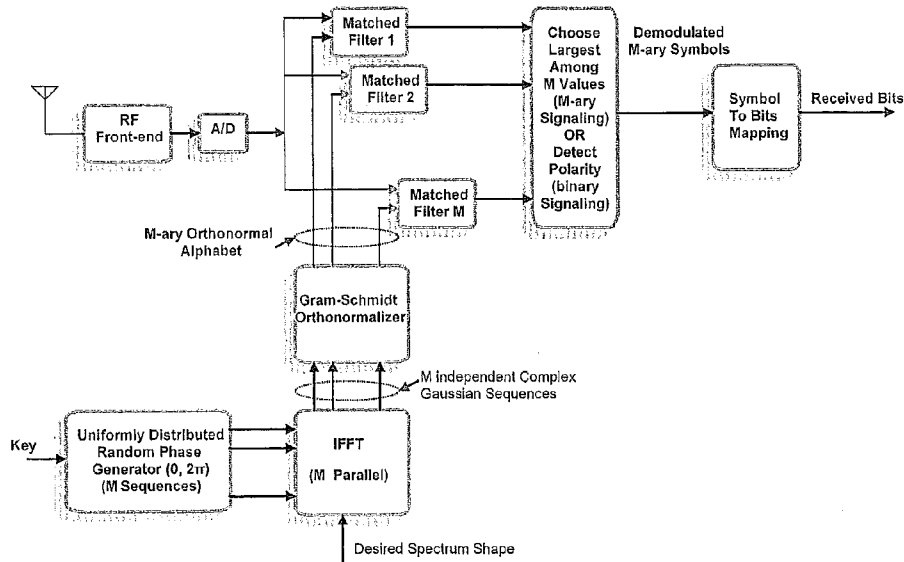 Matched
Filter 1
Matched
Filter 2
Matched
Filter M
RF
Front-end
A/D
Choose
Largest
Among
M Values
(M-ary
Signaling)
OR
Detect
Polarity
(binary
Signaling)
Demodulated
M-ary Symbols
Symbol
To Bits
Mapping
Received Bits
M-ary Orthonormal
Alphabet
Gram-Schmidt
Orthonormalizer
M independent Complex
Gaussian Sequences
Key
Uniformly Distributed
Random Phase
Generator (0, 2π)
(M Sequences)
IFFT
(M Parallel)
Desired Spectrum Shape